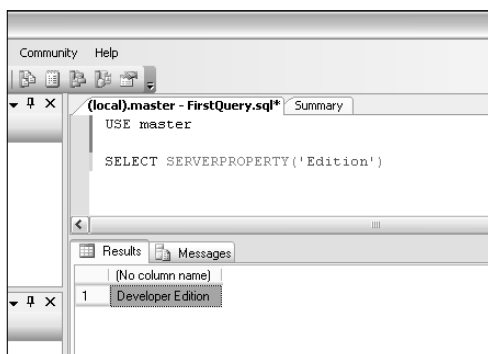 Community Help
(local).master - FirstQuery.sql* Summary
USE master
SELECT SERVERPROPERTY('Edition')
Results Messages
(No column name)
1 Developer Edition